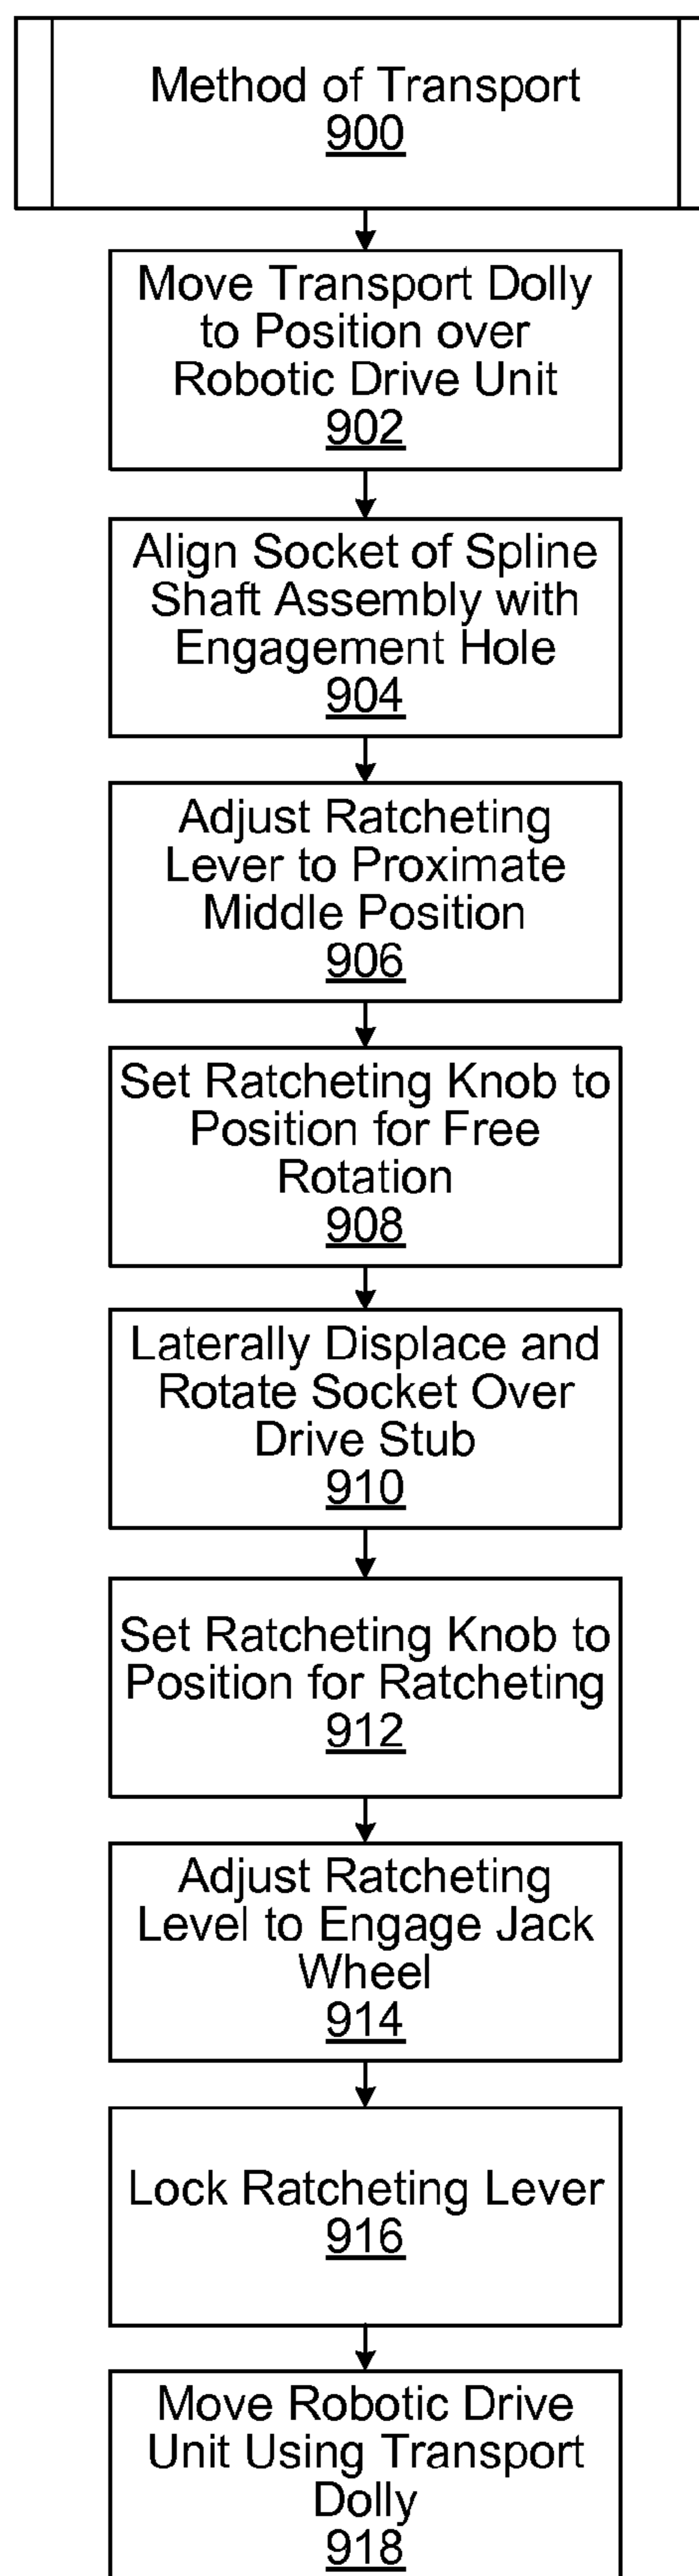 Method of Transport
900
Move Transport Dolly
to Position over
Robotic Drive Unit
902
Align Socket of Spline
Shaft Assembly with
Engagement Hole
904
Adjust Ratcheting
Lever to Proximate
Middle Position
906
Set Ratcheting Knob to
Position for Free
Rotation
908
Laterally Displace and
Rotate Socket Over
Drive Stub
910
Set Ratcheting Knob to
Position for Ratcheting
912
Adjust Ratcheting
Level to Engage Jack
Wheel
914
Lock Ratcheting Lever
916
Move Robotic Drive
Unit Using Transport
Dolly
918